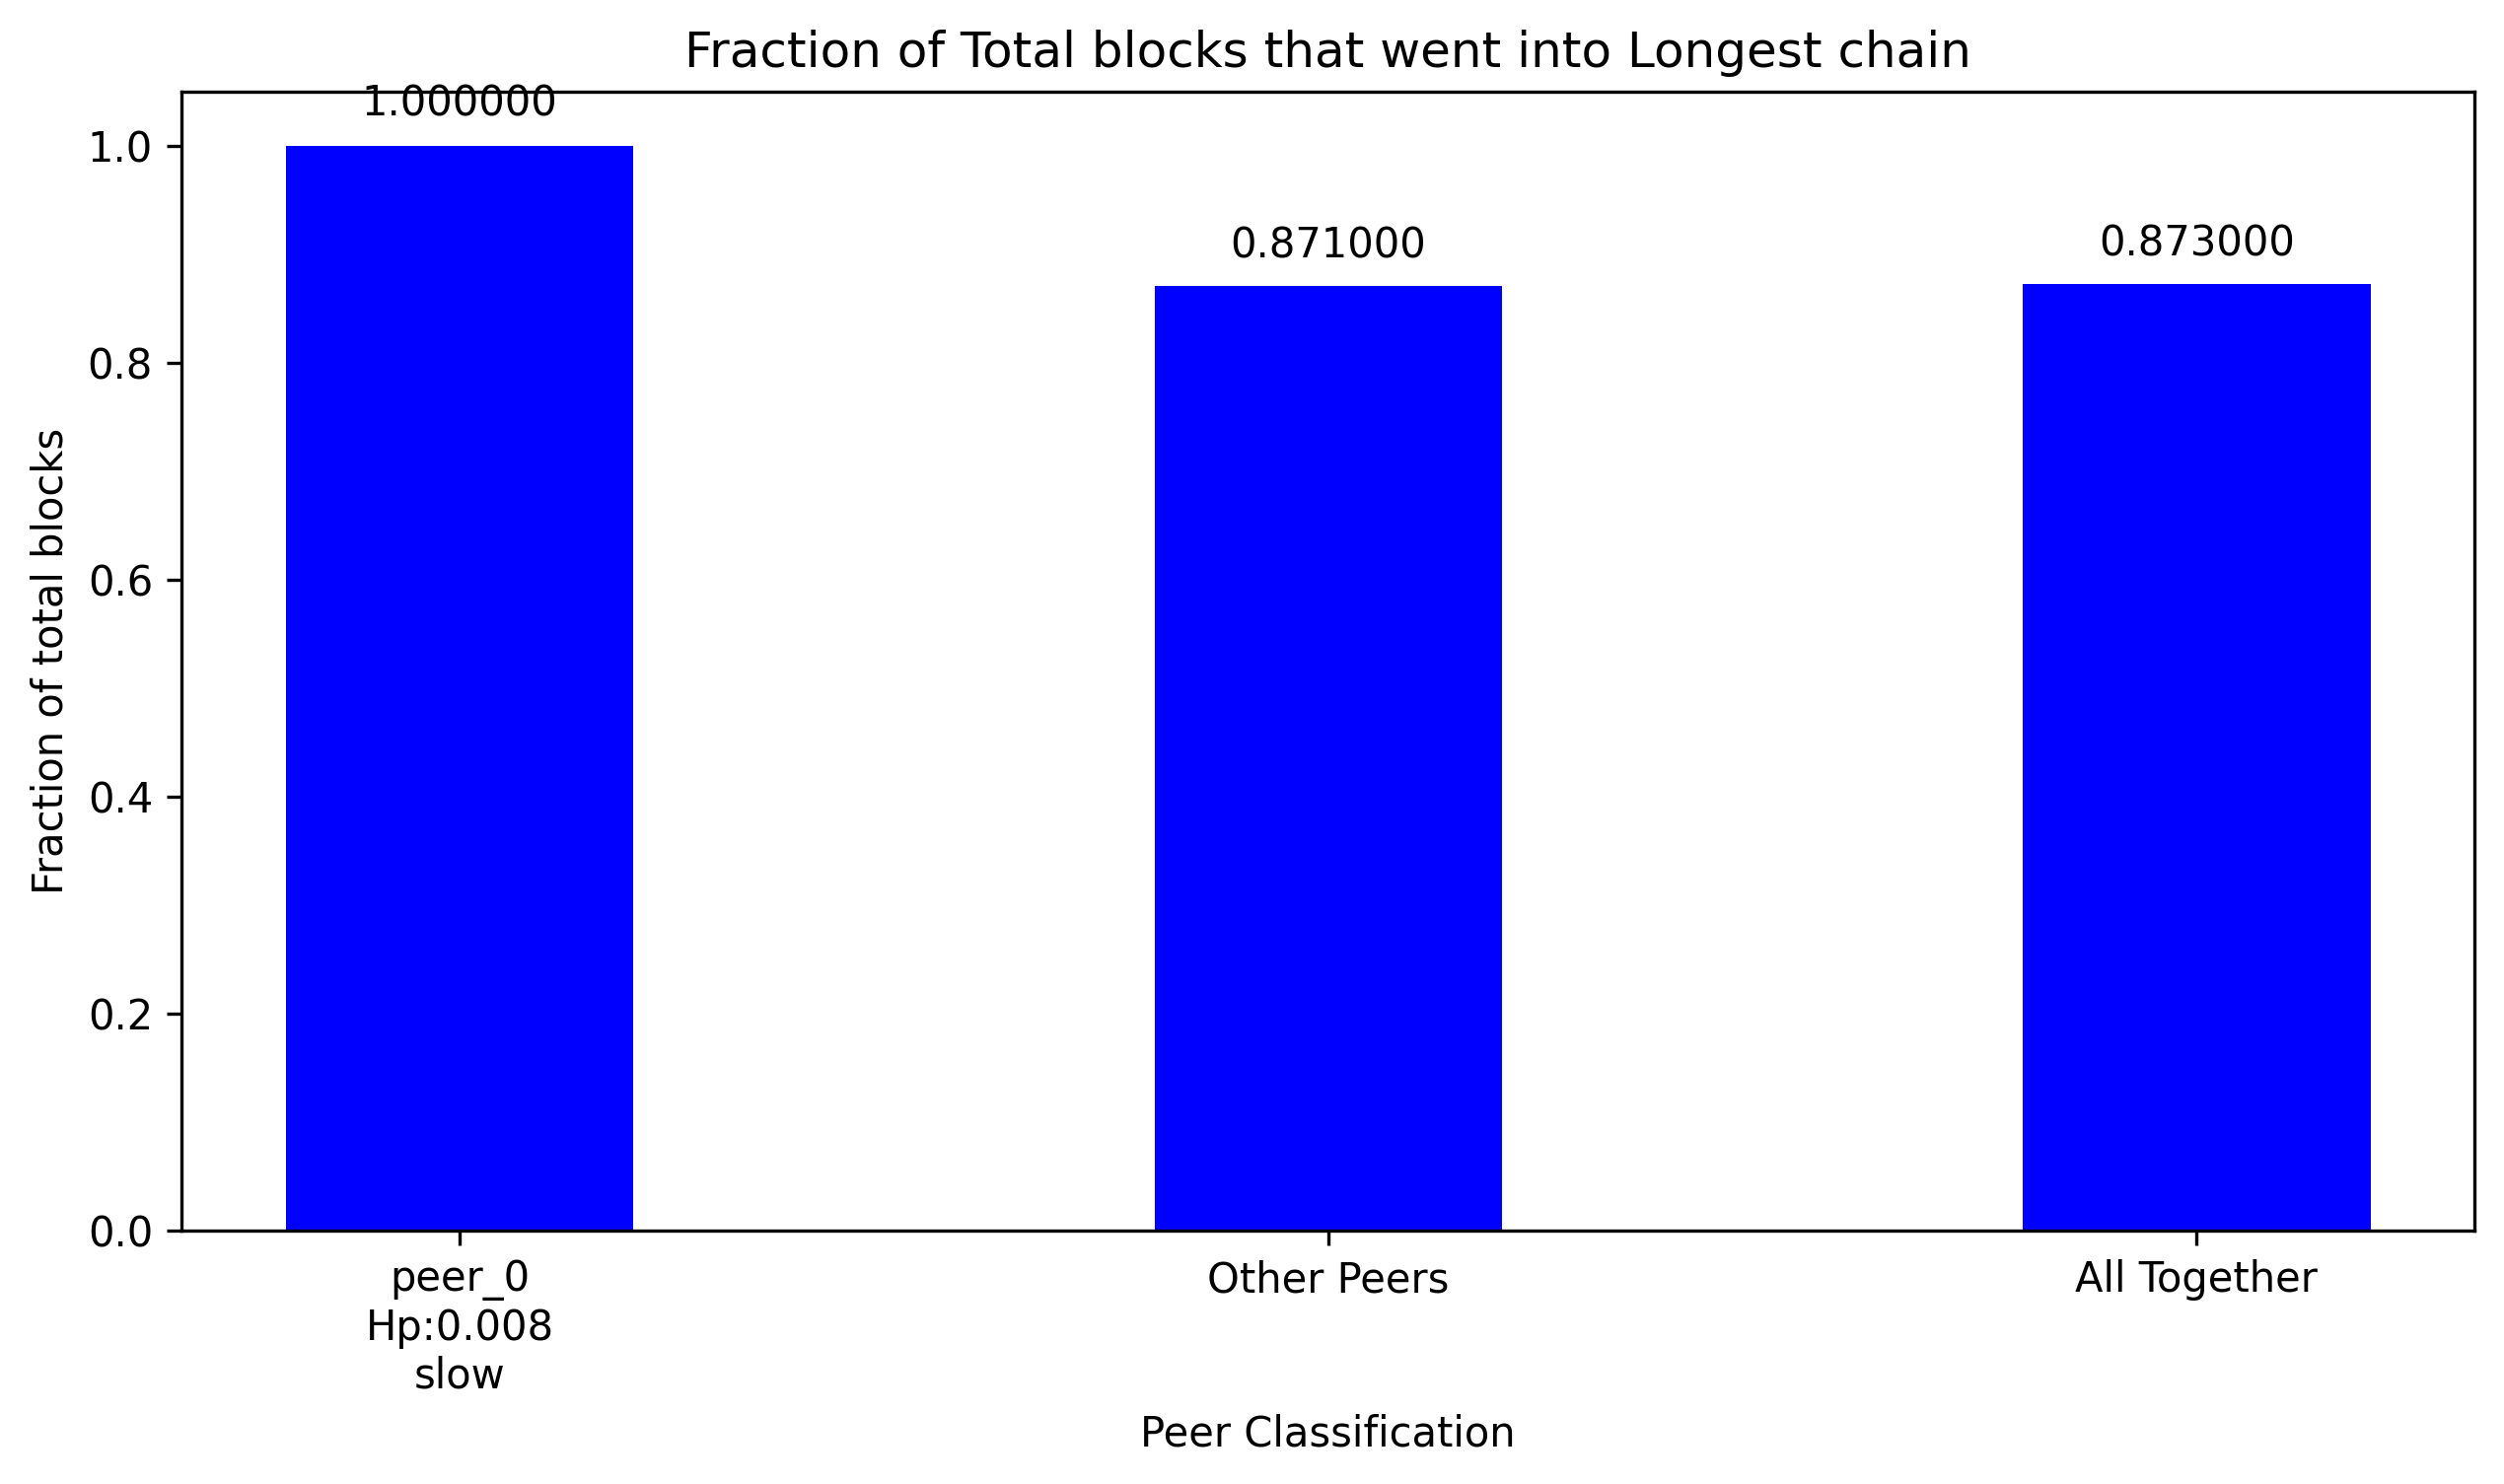 Fraction of Total blocks that went into Longest chain
1.000000
0.871000
0.873000
Fraction of total blocks
1.0
0.8
0.6
0.4
0.2
0.0
peer_0
Hp:0.008
slow
Other Peers
All Together
Peer Classification